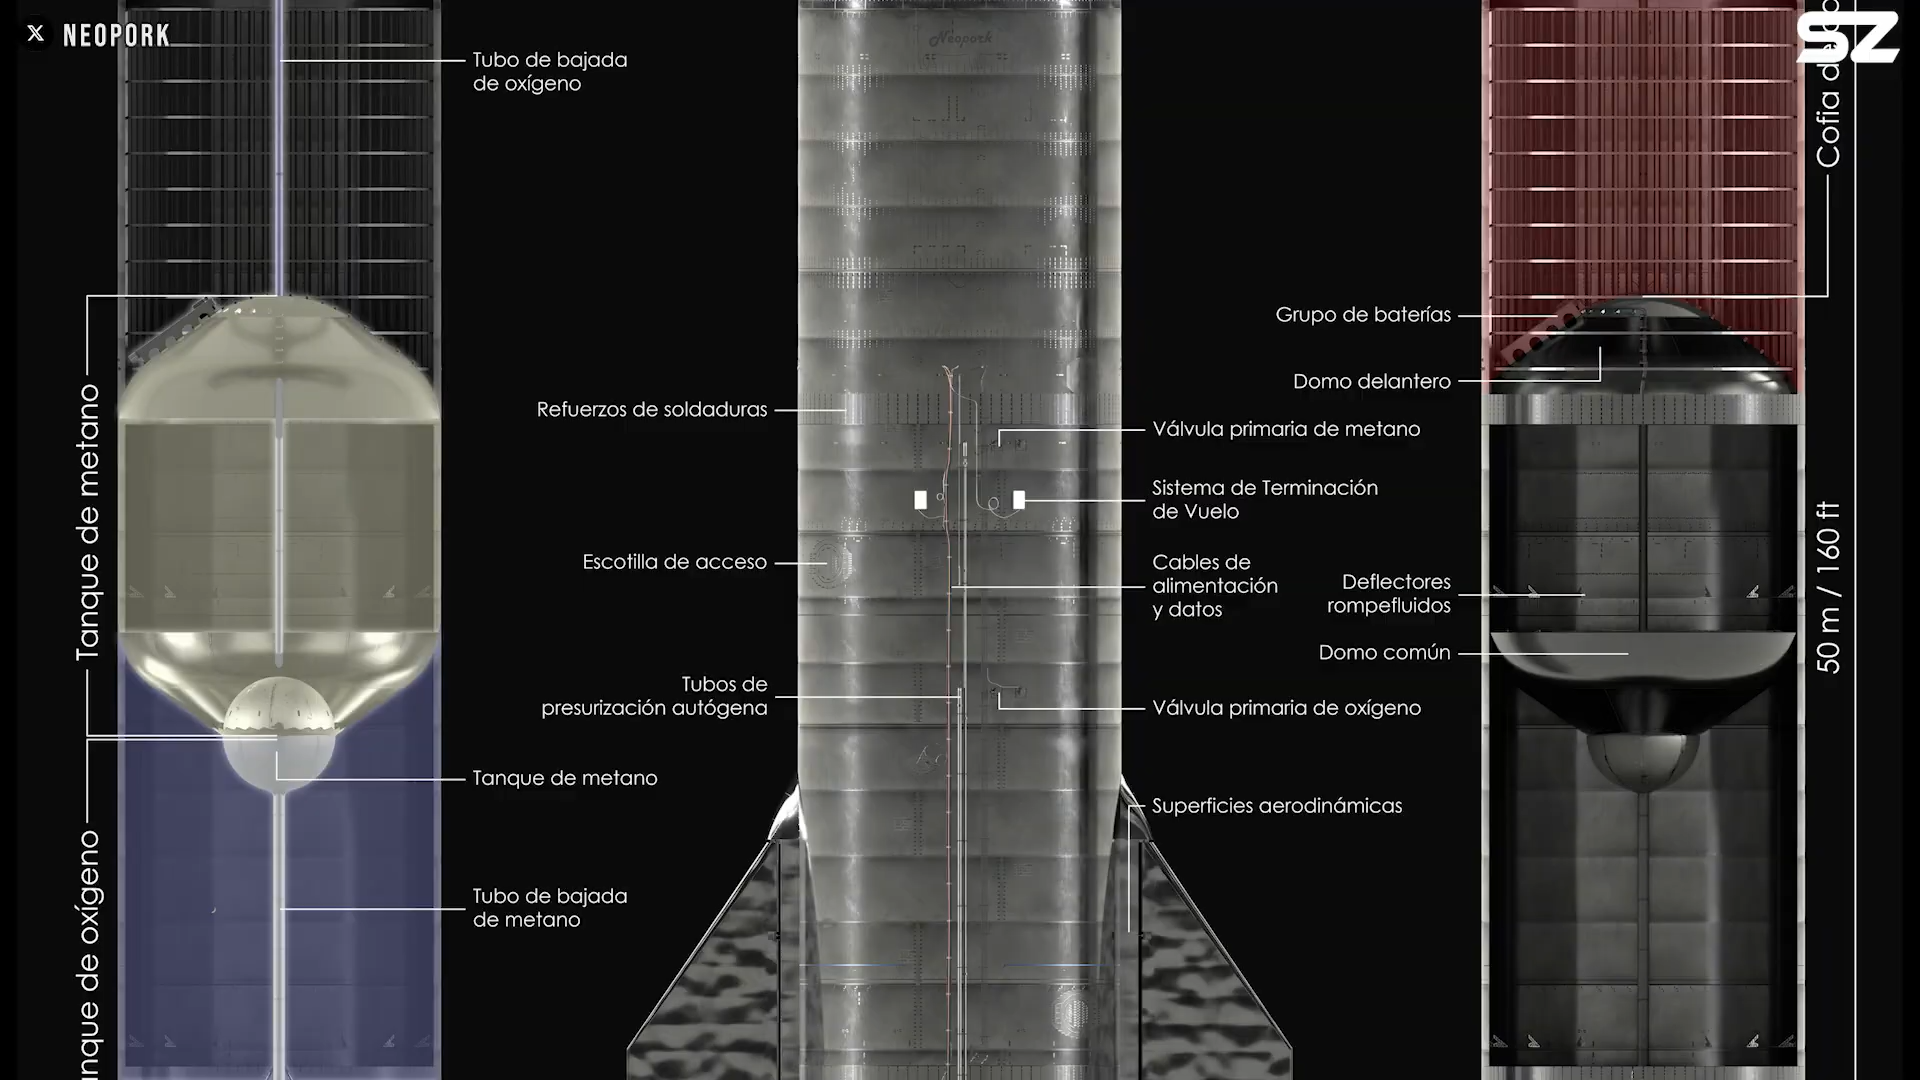 NEOPORK
SZ
Neopork
Tubo de bajada
de oxígeno
Tanque de metano
Tanque de metano
Tubo de bajada
de metano
Refuerzos de soldaduras
Escotilla de acceso
Tubos de
presurización autógena
Válvula primaria de metano
Sistema de Terminación
de Vuelo
Cables de
alimentación
y datos
Válvula primaria de oxígeno
Superficies aerodinámicas
Grupo de baterías
Domo delantero
Deflectores
rompefluidos
Domo común
Cofia
50 m / 160 ft
de oxígeno